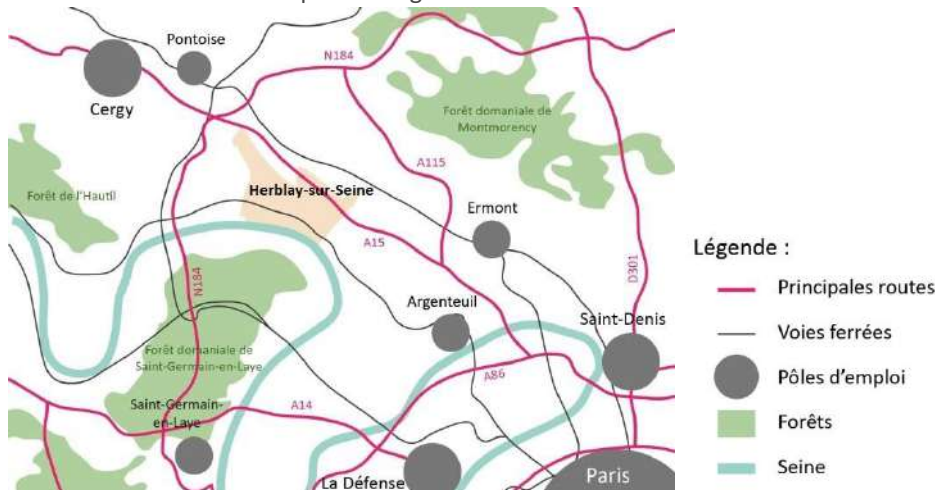 Pontoise
N184
Cergy
Forêt domaniale de
Montmorency
A115
Herblay-sur-Seine
Forêt de l'Hautil
Ermont
A15
N184
D301
Argenteuil
Saint-Denis
Forêt domaniale de
Saint-Germain-en-Laye
A86
Saint-Germain-
en-Laye
A14
La Défense
Paris
Légende :
Principales routes
Voies ferrées
Pôles d'emploi
Forêts
Seine